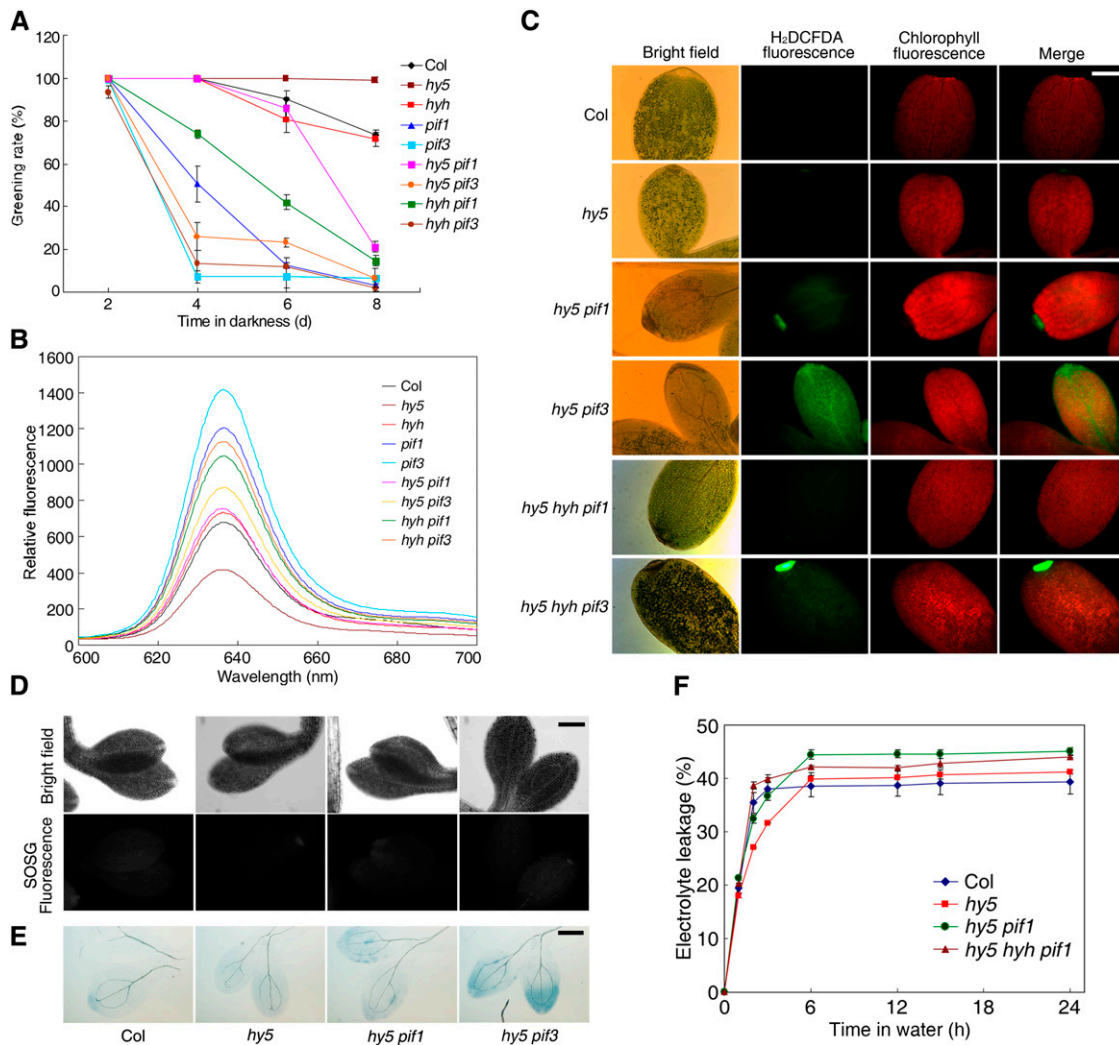 A
Greening rate (%)
120
100
80
60
40
20
0
2
4
6
8
Time in darkness (d)
Col
hy5
hyh
pif1
pif3
hy5 pif1
hy5 pif3
hyh pif1
hyh pif3
B
Relative fluorescence
1600
1400
1200
1000
800
600
400
200
0
600
620
640
660
680
700
Wavelength (nm)
Col
hy5
hyh
pif1
pif3
hy5 pif1
hy5 pif3
hyh pif1
hyh pif3
C
Bright field
H₂DCFDA
fluorescence
Chlorophyll
fluorescence
Merge
Col
hy5
hy5 pif1
hy5 pif3
hy5 hyh pif1
hy5 hyh pif3
D
Bright field
SOSG
Fluorescence
E
Col
hy5
hy5 pif1
hy5 pif3
F
Electrolyte leakage (%)
50
40
30
20
10
0
0
6
12
18
24
Time in water (h)
Col
hy5
hy5 pif1
hy5 hyh pif1